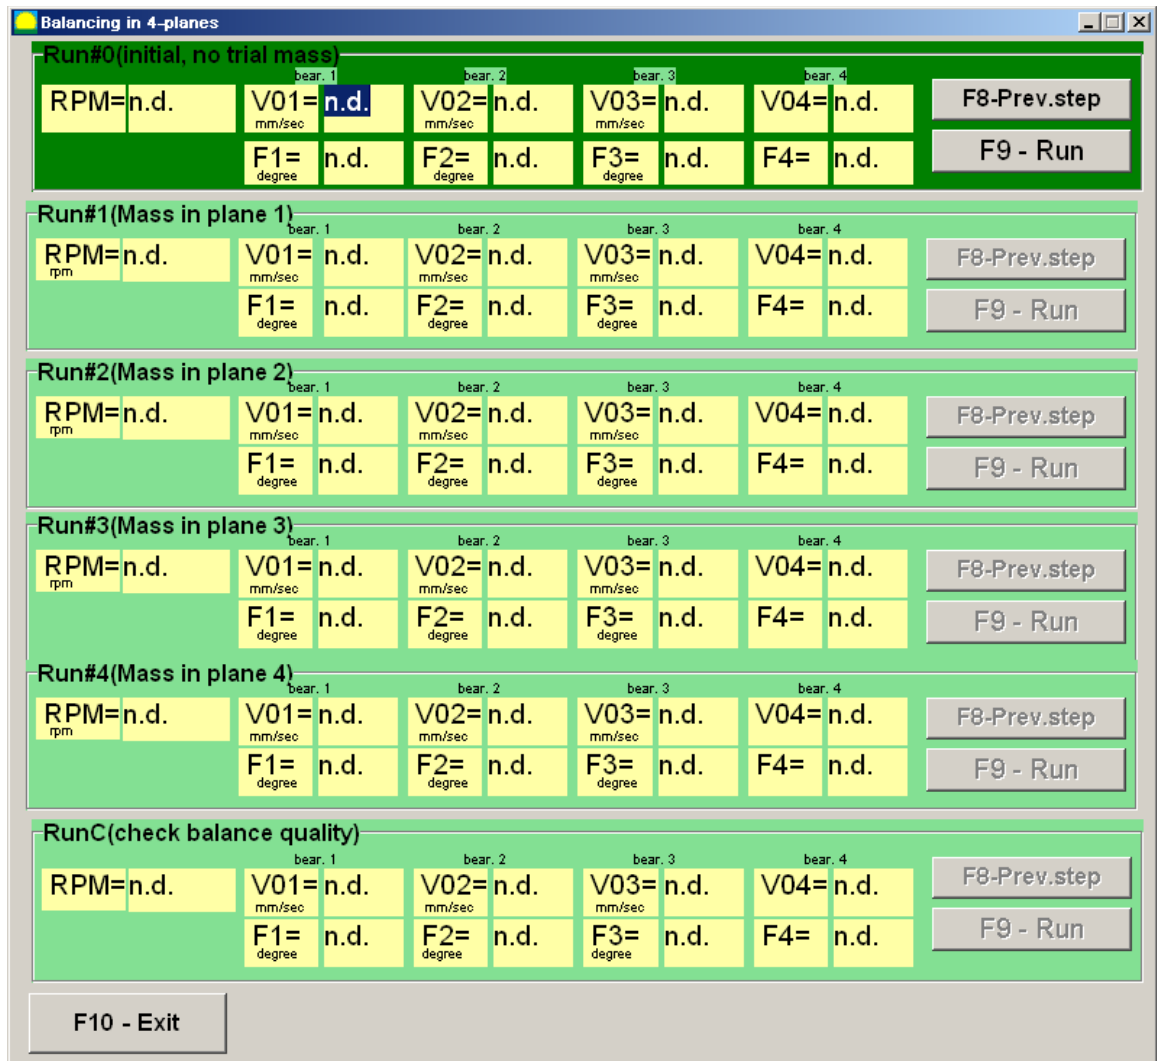 Balancing in 4-planes
Run#0(initial, no trial mass)
bear. 1 bear. 2 bear. 3 bear. 4
RPM= n.d. V01= n.d. V02= n.d. V03= n.d. V04= n.d. F8-Prev.step
mm/sec mm/sec mm/sec
F1= n.d. F2= n.d. F3= n.d. F4= n.d. F9 - Run
degree degree degree
Run#1(Mass in plane 1)
bear. 1 bear. 2 bear. 3 bear. 4
RPM= n.d. V01= n.d. V02= n.d. V03= n.d. V04= n.d. F8-Prev.step
rpm mm/sec mm/sec mm/sec
F1= n.d. F2= n.d. F3= n.d. F4= n.d. F9 - Run
degree degree degree
Run#2(Mass in plane 2)
bear. 1 bear. 2 bear. 3 bear. 4
RPM= n.d. V01= n.d. V02= n.d. V03= n.d. V04= n.d. F8-Prev.step
rpm mm/sec mm/sec mm/sec
F1= n.d. F2= n.d. F3= n.d. F4= n.d. F9 - Run
degree degree degree
Run#3(Mass in plane 3)
bear. 1 bear. 2 bear. 3 bear. 4
RPM= n.d. V01= n.d. V02= n.d. V03= n.d. V04= n.d. F8-Prev.step
rpm mm/sec mm/sec mm/sec
F1= n.d. F2= n.d. F3= n.d. F4= n.d. F9 - Run
degree degree degree
Run#4(Mass in plane 4)
bear. 1 bear. 2 bear. 3 bear. 4
RPM= n.d. V01= n.d. V02= n.d. V03= n.d. V04= n.d. F8-Prev.step
rpm mm/sec mm/sec mm/sec
F1= n.d. F2= n.d. F3= n.d. F4= n.d. F9 - Run
degree degree degree
RunC(check balance quality)
bear. 1 bear. 2 bear. 3 bear. 4
RPM= n.d. V01= n.d. V02= n.d. V03= n.d. V04= n.d. F8-Prev.step
mm/sec mm/sec mm/sec
F1= n.d. F2= n.d. F3= n.d. F4= n.d. F9 - Run
degree degree degree
F10 - Exit